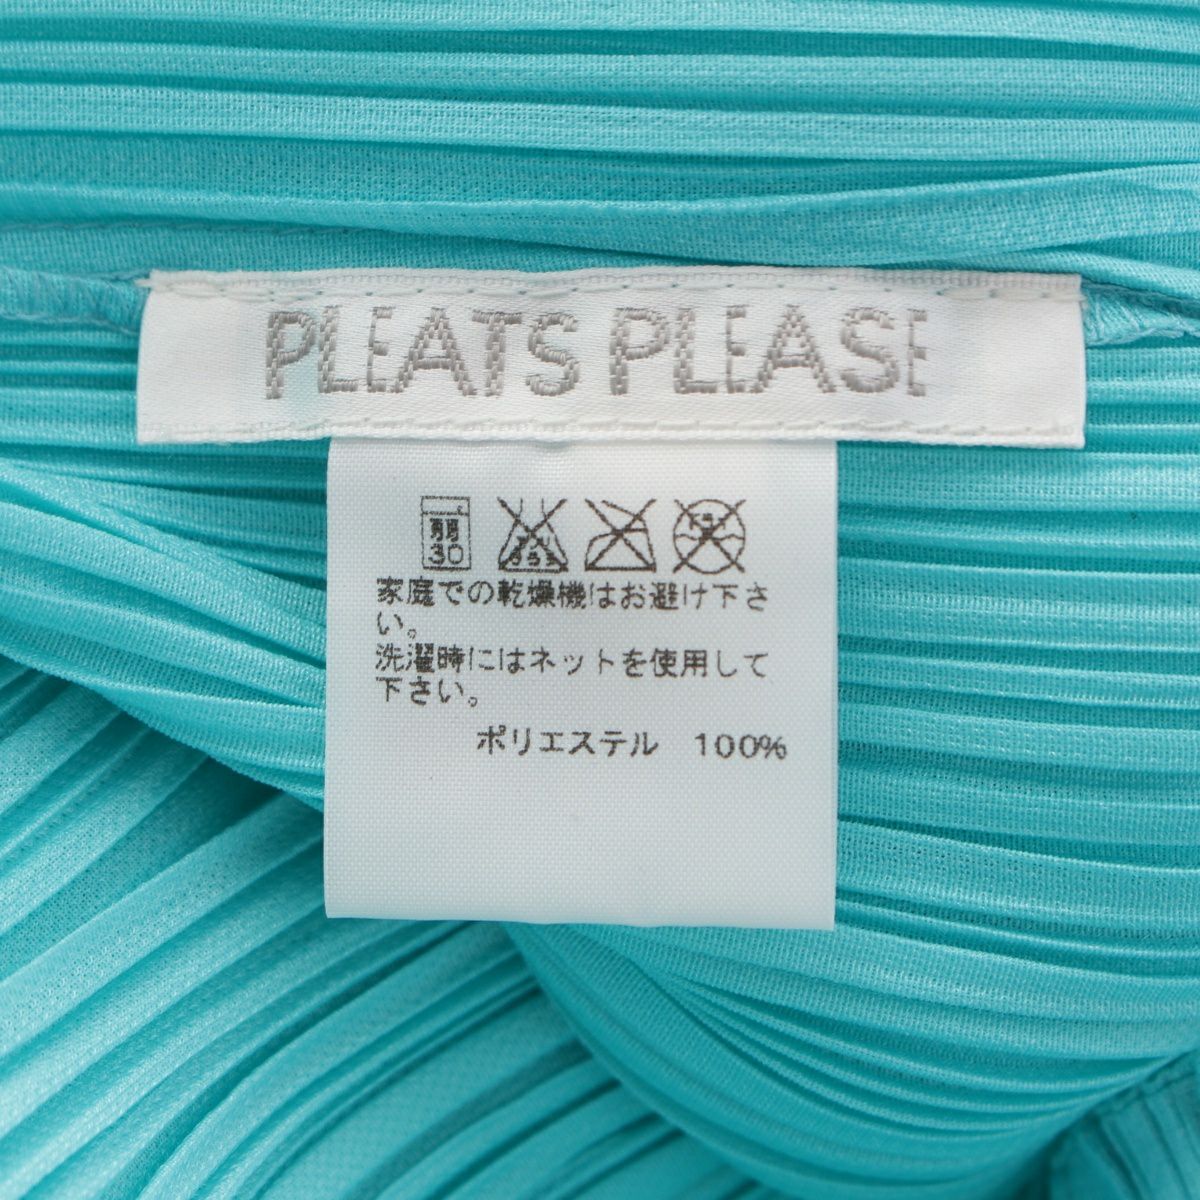 PLEATS PLEASE
弱
30
家庭での乾燥機はお避け下さ
い。
洗濯時にはネットを使用して
下さい。
ポリエステル 100%